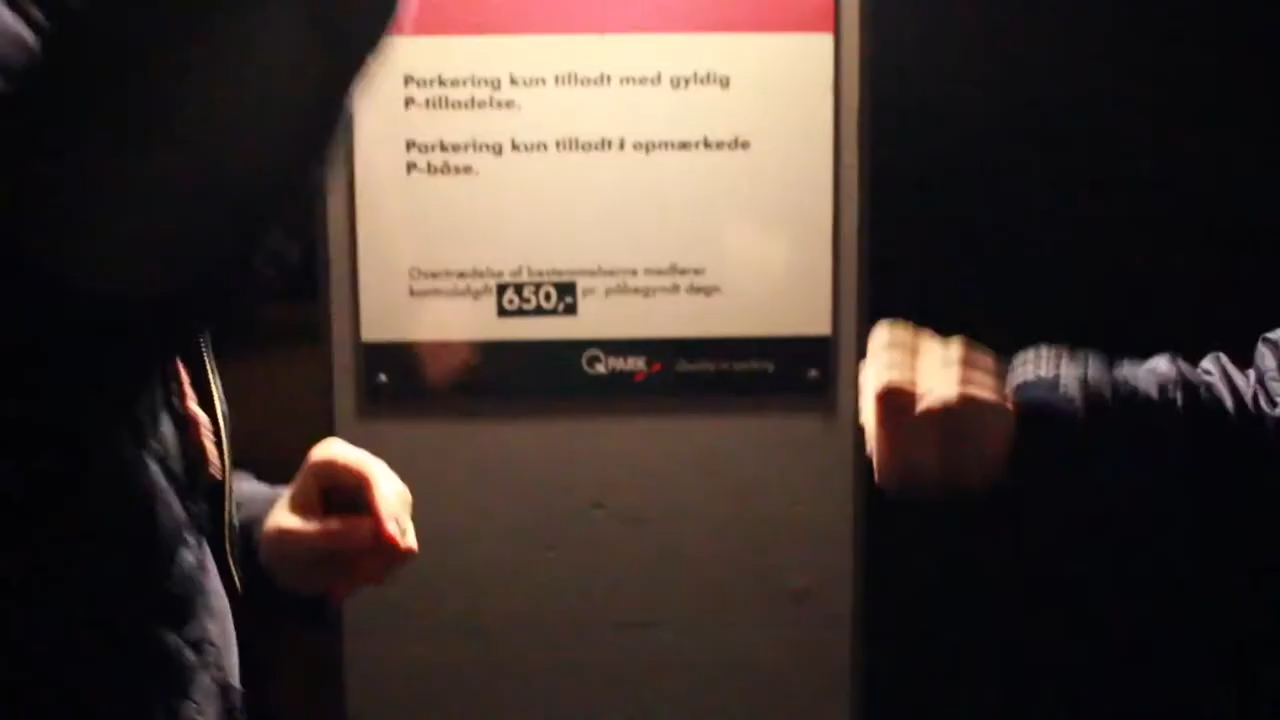 Parkering kun tilladt med gyldig
P-tilladelse.
Parkering kun tilladt i opmærkede
P-båse.
Overtrædelse af bestemmelserne medfører
kontrolafgift 650,- pr. påbegyndt døgn.
QPARK